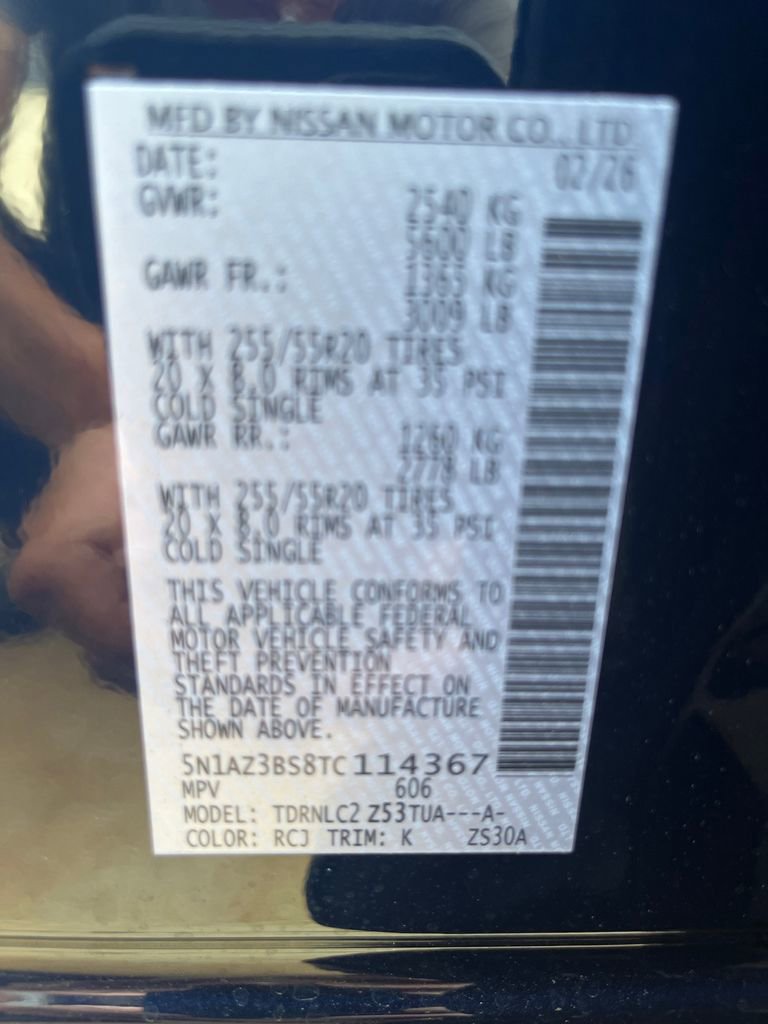 MFD BY NISSAN MOTOR CO., LTD.
DATE: 02/26
GVWR: 2540 KG
5600 LB
GAWR FR.: 1365 KG
3009 LB
WITH 255/55R20 TIRES
20 X 8.0 RIMS AT 35 PSI
COLD SINGLE
GAWR RR.: 1260 KG
2778 LB
WITH 255/55R20 TIRES
20 X 8.0 RIMS AT 35 PSI
COLD SINGLE
THIS VEHICLE CONFORMS TO
ALL APPLICABLE FEDERAL
MOTOR VEHICLE SAFETY AND
THEFT PREVENTION
STANDARDS IN EFFECT ON
THE DATE OF MANUFACTURE
SHOWN ABOVE.
5N1AZ3BS8TC114367
MPV 606
MODEL: TDRNLC2 Z53TUA---A-
COLOR: RCJ TRIM: K ZS30A